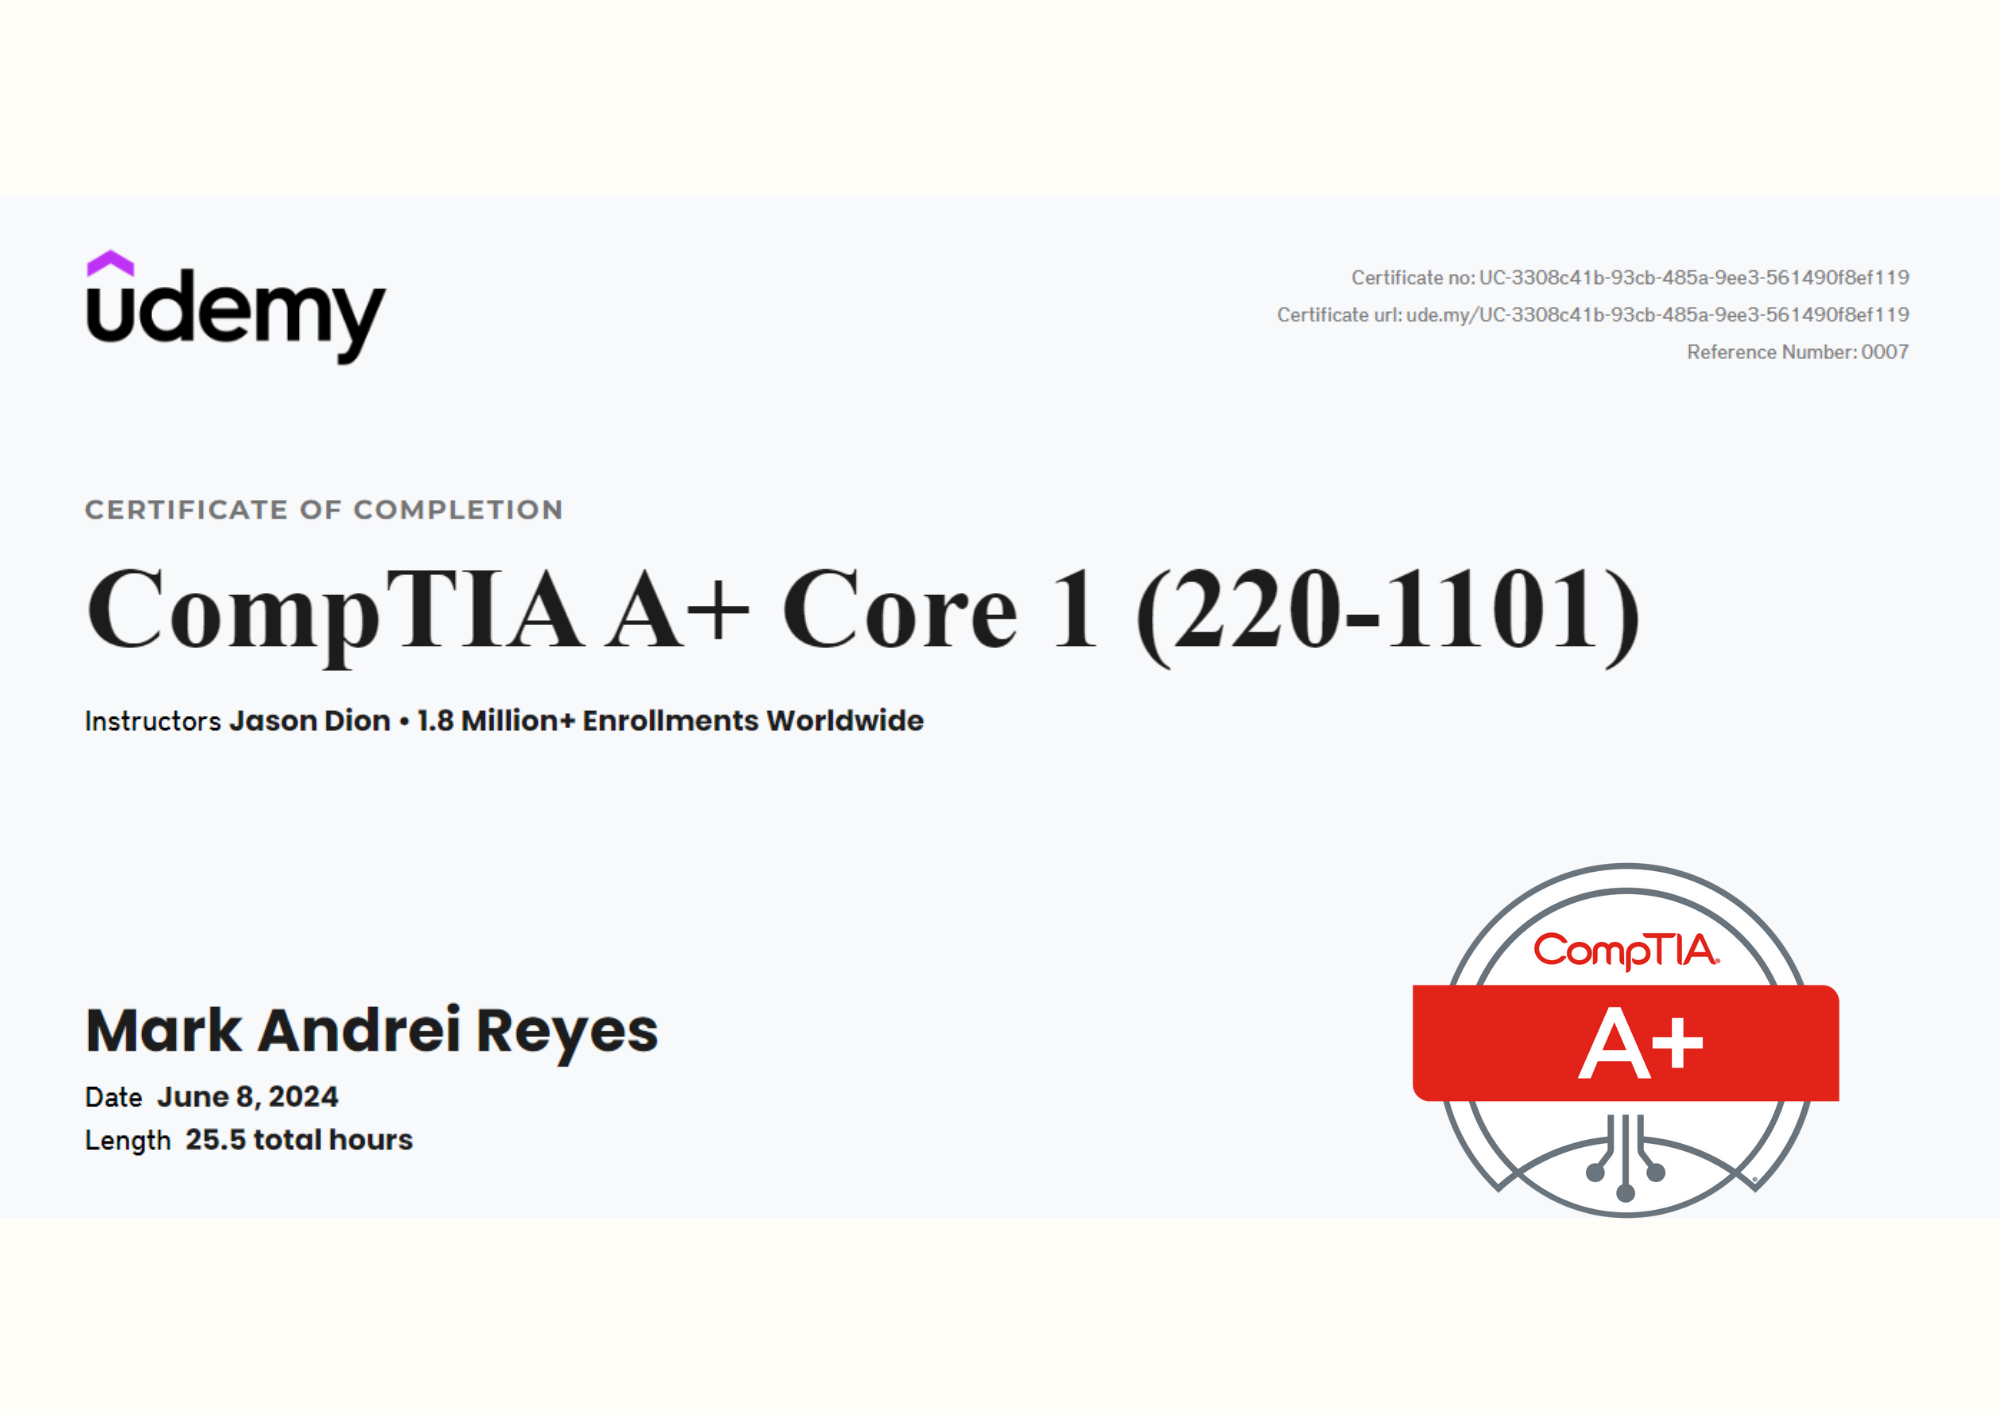 udemy
Certificate no: UC-3308c41b-93cb-485a-9ee3-561490f8ef119
Certificate url: ude.my/UC-3308c41b-93cb-485a-9ee3-561490f8ef119
Reference Number: 0007
CERTIFICATE OF COMPLETION
CompTIA A+ Core 1 (220-1101)
Instructors Jason Dion • 1.8 Million+ Enrollments Worldwide
Mark Andrei Reyes
Date June 8, 2024
Length 25.5 total hours
CompTIA®
A+